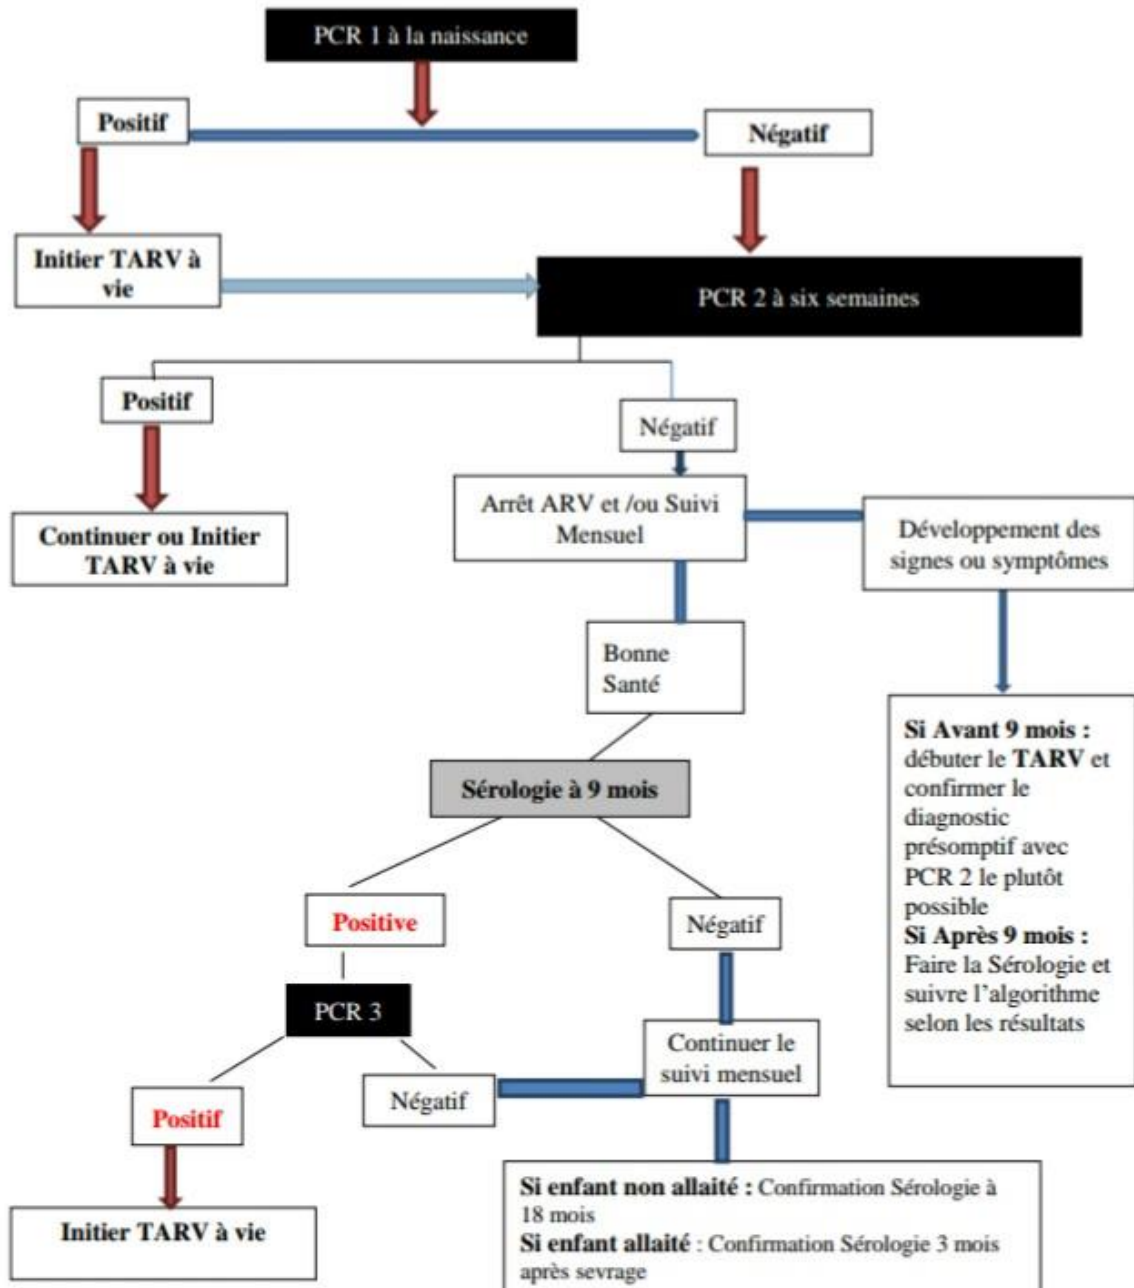 PCR 1 à la naissance
Positif
Négatif
Initier TARV à
vie
PCR 2 à six semaines
Positif
Négatif
Continuer ou Initier
TARV à vie
Arrêt ARV et /ou Suivi
Mensuel
Développement des
signes ou symptômes
Bonne
Santé
Si Avant 9 mois :
débuter le TARV et
confirmer le
diagnostic
présomptif avec
PCR 2 le plutôt
possible
Si Après 9 mois :
Faire la Sérologie et
suivre l’algorithme
selon les résultats
Sérologie à 9 mois
Positive
Négatif
PCR 3
Continuer le
suivi mensuel
Positif
Négatif
Initier TARV à vie
Si enfant non allaité : Confirmation Sérologie à
18 mois
Si enfant allaité : Confirmation Sérologie 3 mois
après sevrage